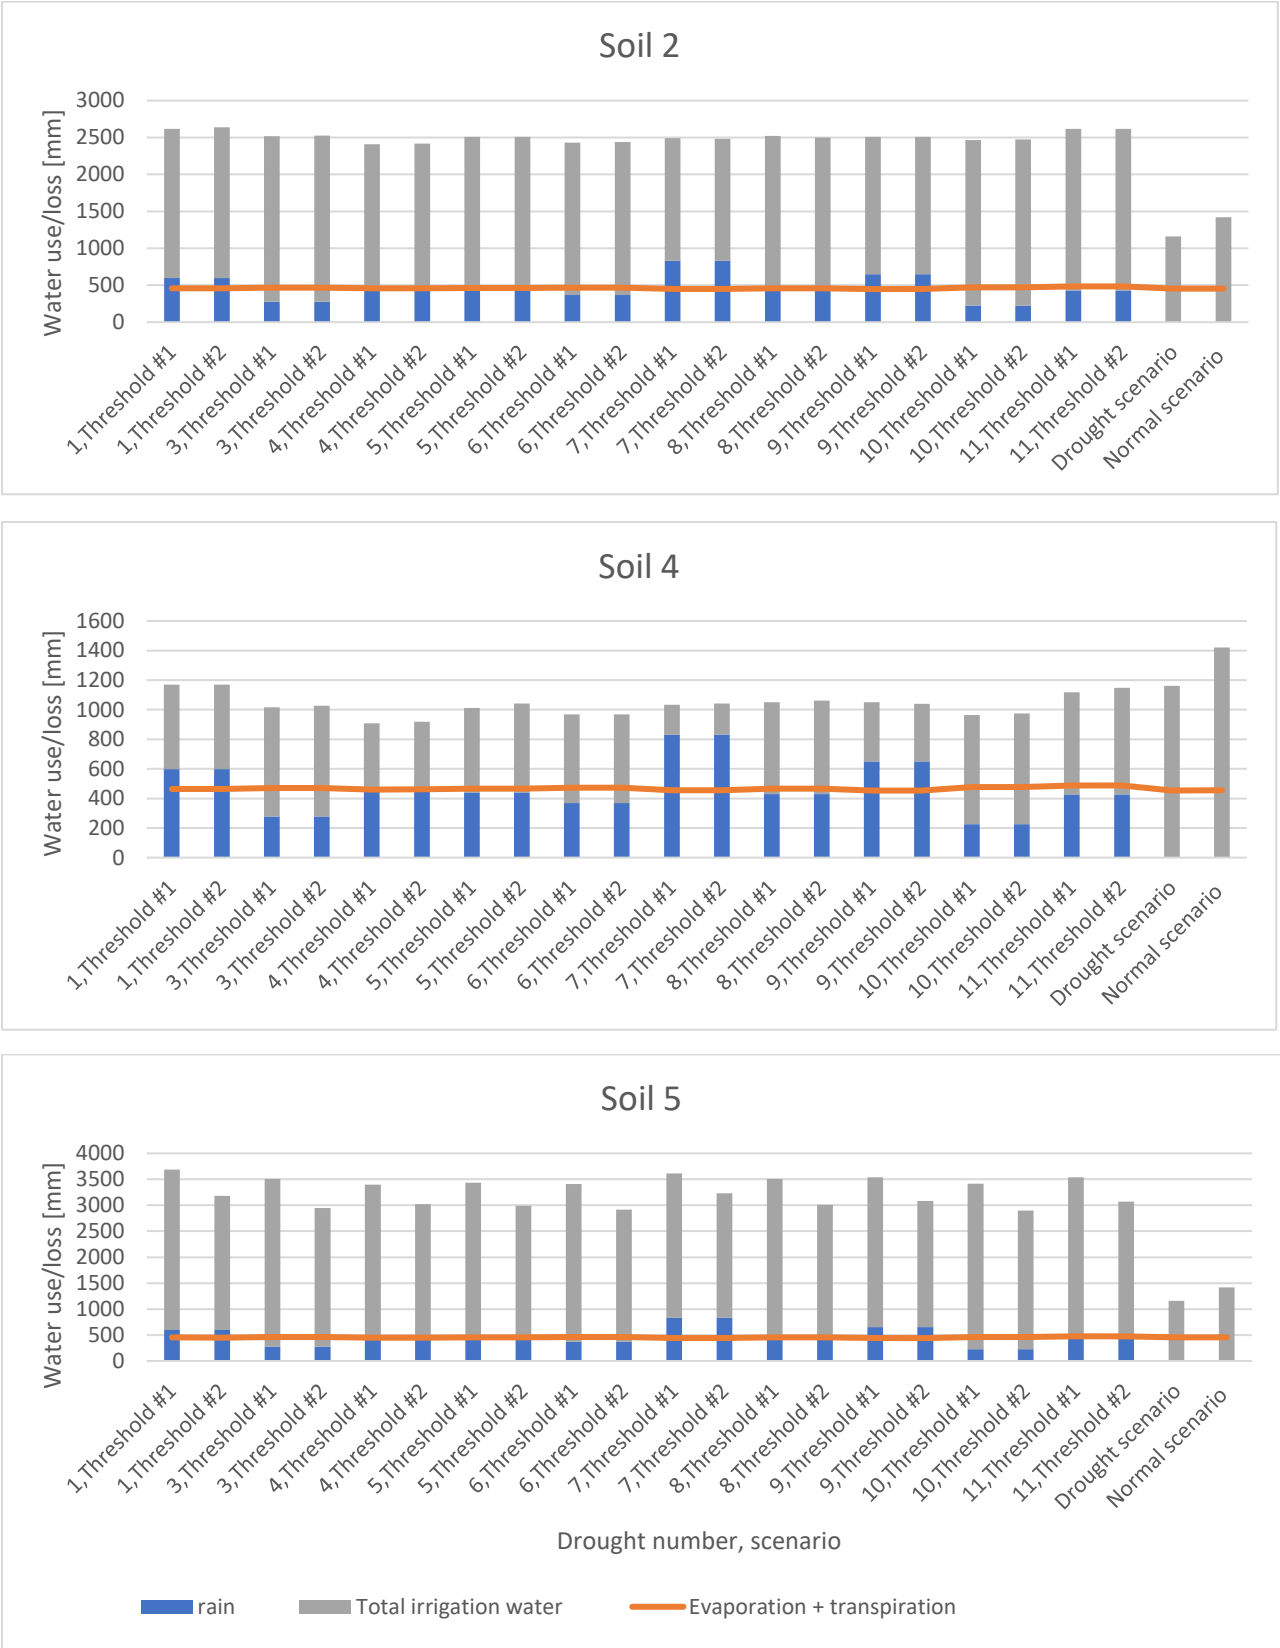 Soil 2
Water use/loss [mm]
3000
2500
2000
1500
1000
500
0
1,Threshold #1
1,Threshold #2
3,Threshold #1
3,Threshold #2
4,Threshold #1
4,Threshold #2
5,Threshold #1
5,Threshold #2
6,Threshold #1
6,Threshold #2
7,Threshold #1
7,Threshold #2
8,Threshold #1
8,Threshold #2
9,Threshold #1
9,Threshold #2
10,Threshold #1
10,Threshold #2
11,Threshold #1
11,Threshold #2
Drought scenario
Normal scenario
Soil 4
Water use/loss [mm]
1600
1400
1200
1000
800
600
400
200
0
1,Threshold #1
1,Threshold #2
3,Threshold #1
3,Threshold #2
4,Threshold #1
4,Threshold #2
5,Threshold #1
5,Threshold #2
6,Threshold #1
6,Threshold #2
7,Threshold #1
7,Threshold #2
8,Threshold #1
8,Threshold #2
9,Threshold #1
9,Threshold #2
10,Threshold #1
10,Threshold #2
11,Threshold #1
11,Threshold #2
Drought scenario
Normal scenario
Soil 5
Water use/loss [mm]
4000
3500
3000
2500
2000
1500
1000
500
0
1,Threshold #1
1,Threshold #2
3,Threshold #1
3,Threshold #2
4,Threshold #1
4,Threshold #2
5,Threshold #1
5,Threshold #2
6,Threshold #1
6,Threshold #2
7,Threshold #1
7,Threshold #2
8,Threshold #1
8,Threshold #2
9,Threshold #1
9,Threshold #2
10,Threshold #1
10,Threshold #2
11,Threshold #1
11,Threshold #2
Drought scenario
Normal scenario
Drought number, scenario
rain
Total irrigation water
Evaporation + transpiration